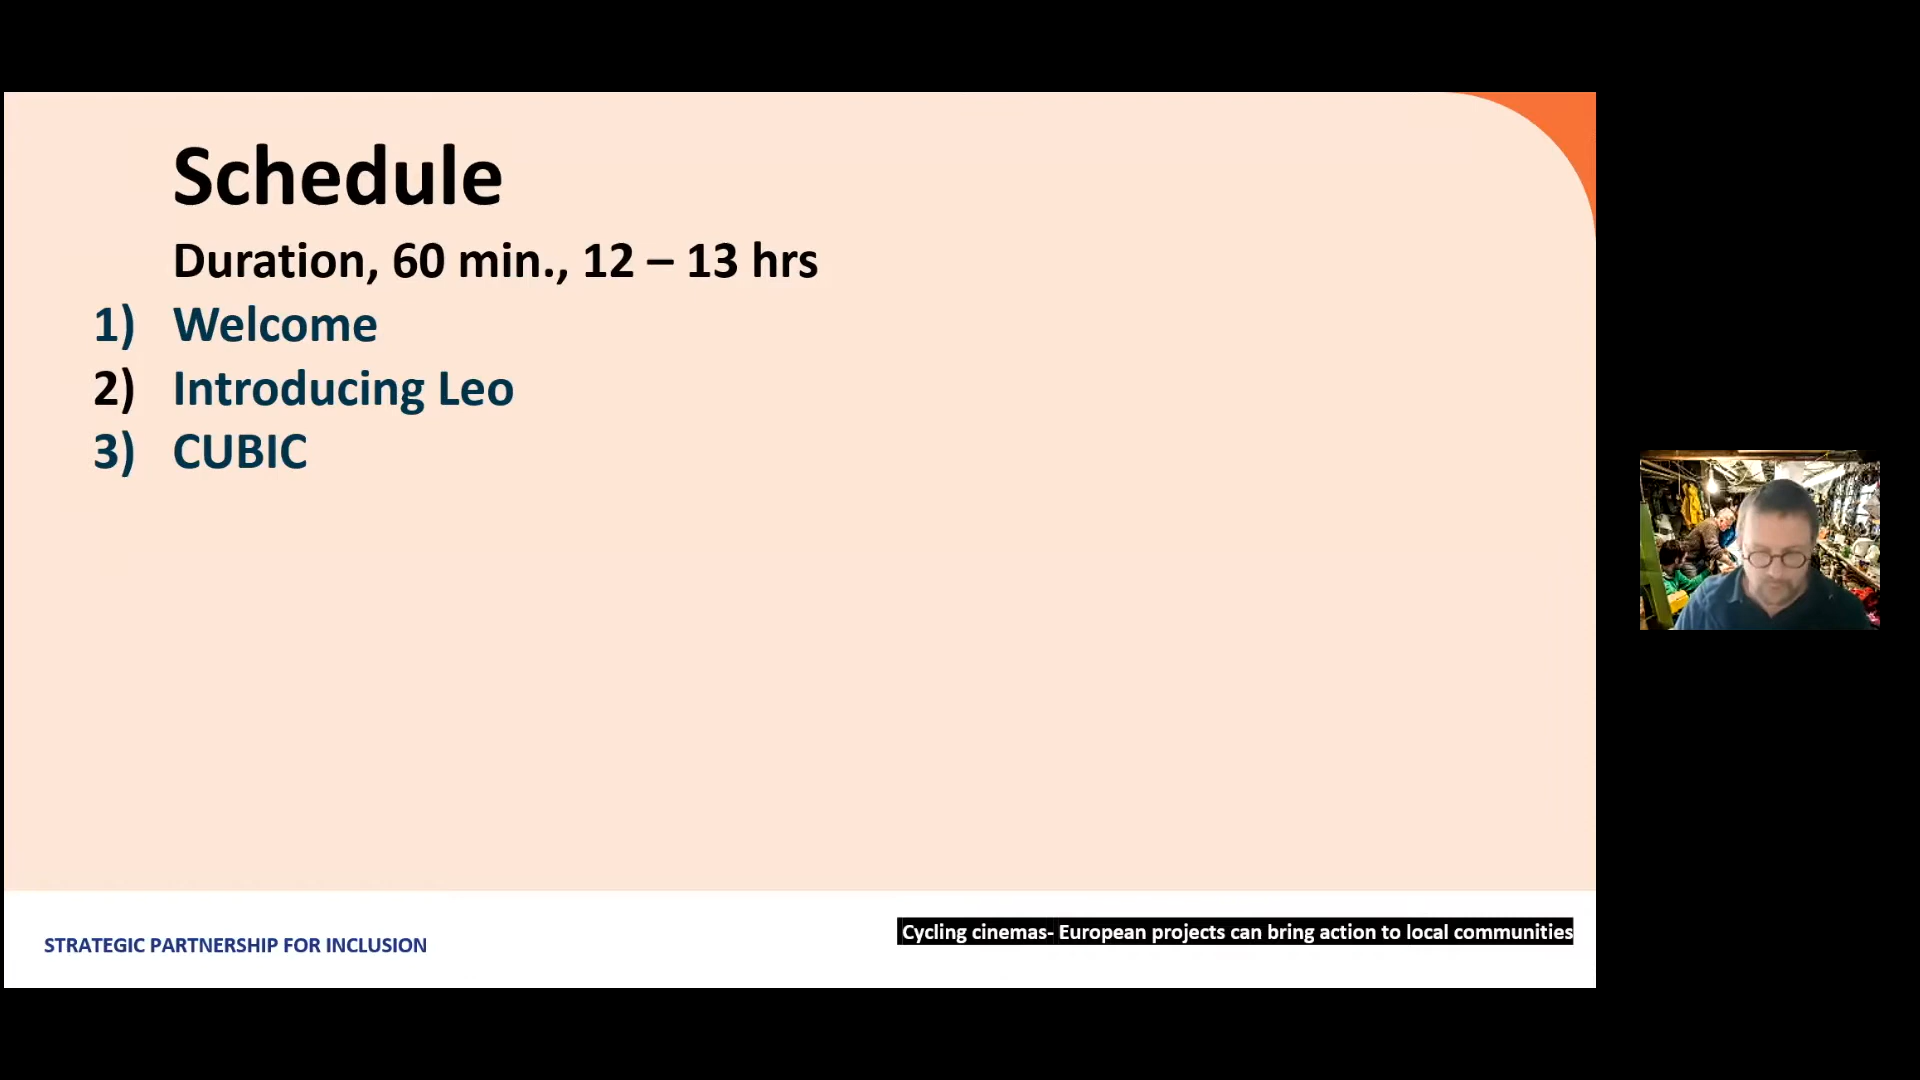 Schedule
Duration, 60 min., 12 – 13 hrs
1) Welcome
2) Introducing Leo
3) CUBIC
STRATEGIC PARTNERSHIP FOR INCLUSION
Cycling cinemas- European projects can bring action to local communities